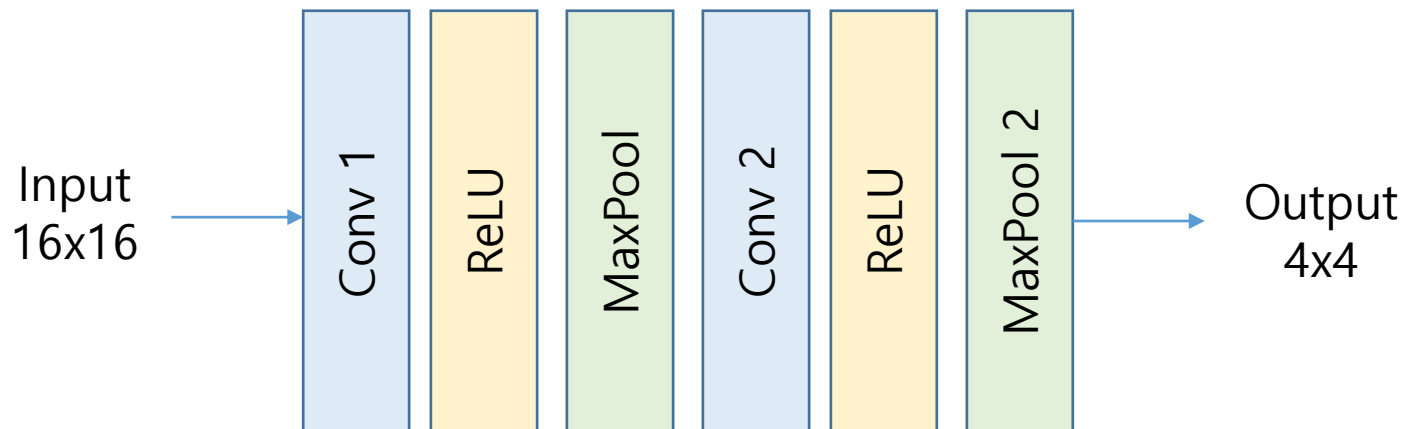 Input
16x16
Conv 1
ReLU
MaxPool
Conv 2
ReLU
MaxPool 2
Output
4x4